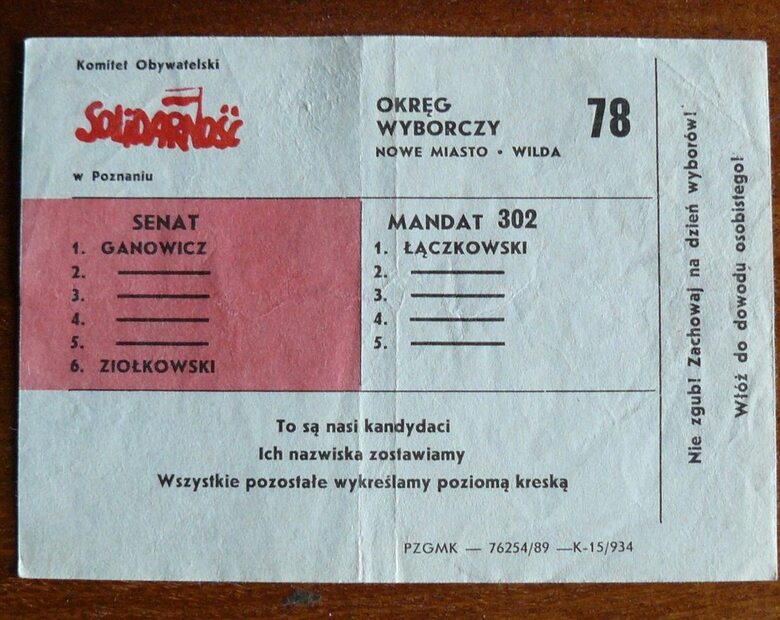 Komitet Obywatelski
SOLIDARNOŚĆ
w Poznaniu
OKRĘG
WYBORCZY
NOWE MIASTO • WILDA
78
SENAT
1. GANOWICZ
2.
3.
4.
5.
6. ZIOŁKOWSKI
MANDAT 302
1. ŁĄCZKOWSKI
2.
3.
4.
5.
To są nasi kandydaci
Ich nazwiska zostawiamy
Wszystkie pozostałe wykreślamy poziomą kreską
PZGMK — 76254/89 —K-15/934
Nie zgub! Zachowaj na dzień wyborów!
Włóż do dowodu osobistego!